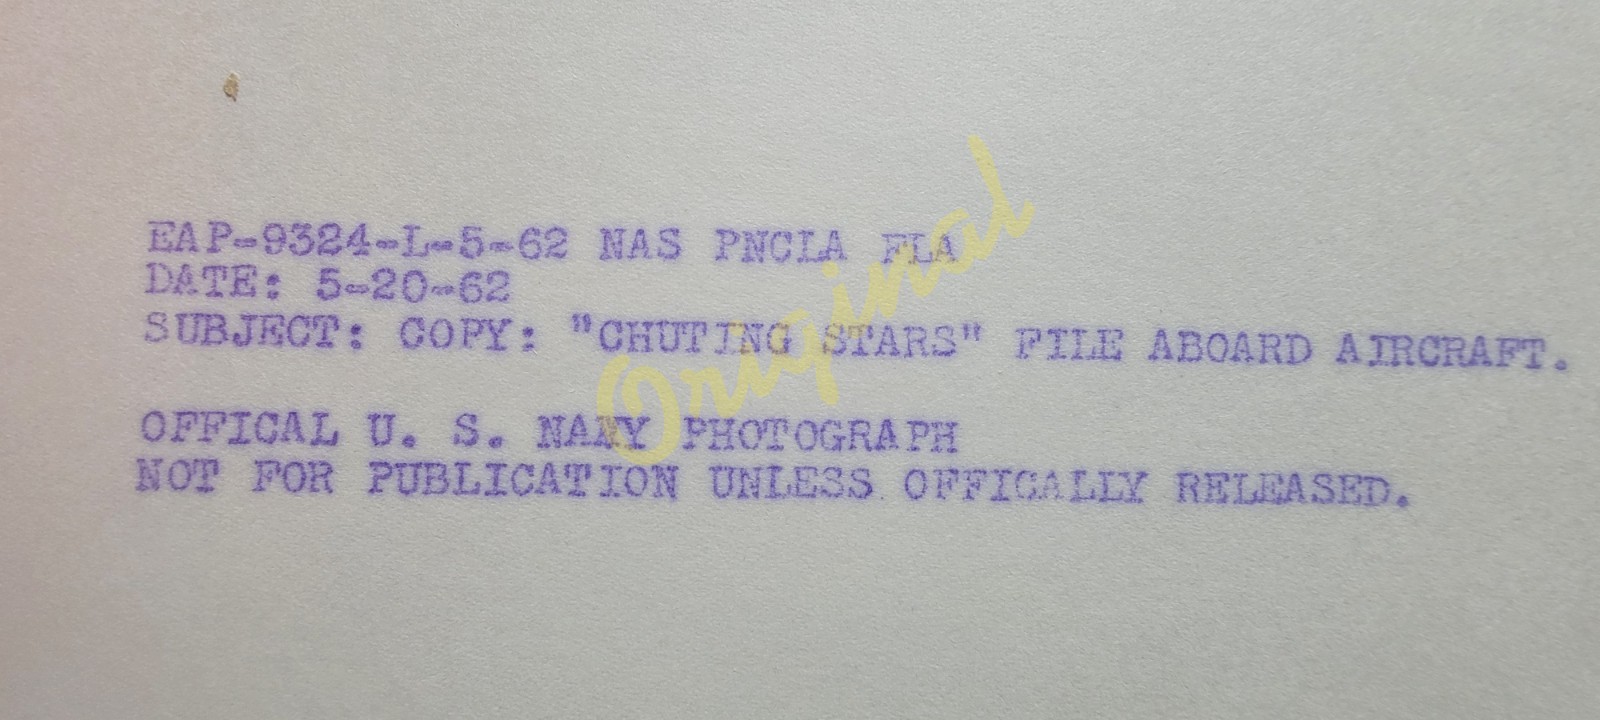 EAP-9324-L-5-62 NAS PNCLA FLA
DATE: 5-20-62
SUBJECT: COPY: "CHUTING STARS" FILE ABOARD AIRCRAFT.
OFFICAL U. S. NAVY PHOTOGRAPH
NOT FOR PUBLICATION UNLESS OFFICALLY RELEASED.
Original